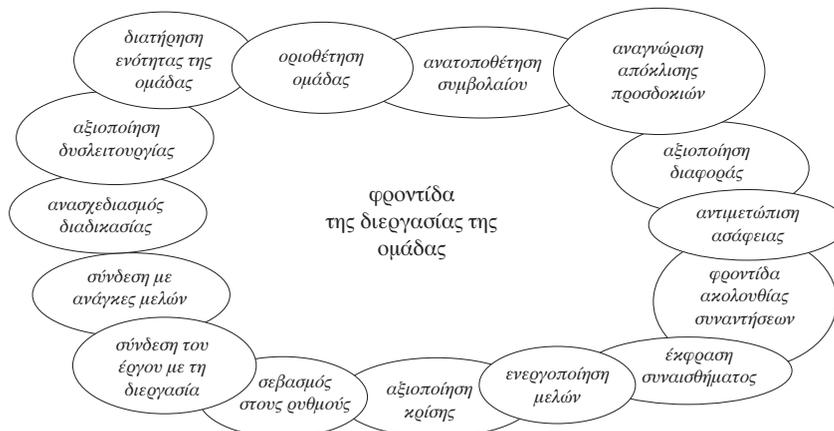 διατήρηση
ενότητας της
ομάδας
οριοθέτηση
ομάδας
ανατοποθέτηση
συμβολαίου
αναγνώριση
απόκλισης
προσδοκιών
αξιοποίηση
διαφοράς
αντιμετώπιση
ασάφειας
φροντίδα
ακολουθίας
συναντήσεων
έκφραση
συναισθήματος
ενεργοποίηση
μελών
αξιοποίηση
κρίσης
σεβασμός
στους ρυθμούς
σύνδεση του
έργου με τη
διεργασία
σύνδεση με
ανάγκες μελών
ανασχεδιασμός
διαδικασίας
αξιοποίηση
δυσλειτουργίας
φροντίδα
της διεργασίας της
ομάδας